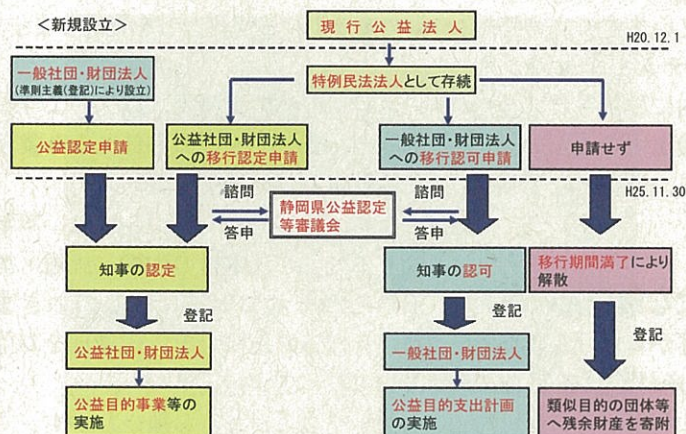 <新規設立>
現行公益法人
H20.12.1
一般社団・財団法人
(準則主義(登記)により設立)
特例民法法人として存続
公益認定申請
公益社団・財団法人
への移行認定申請
一般社団・財団法人
への移行認可申請
申請せず
H25.11.30
諮問
静岡県公益認定
等審議会
答申
諮問
答申
知事の認定
知事の認可
移行期間満了により
解散
登記
登記
登記
公益社団・財団法人
一般社団・財団法人
公益目的事業等の
実施
公益目的支出計画
の実施
類似目的の団体等
へ残余財産を寄附